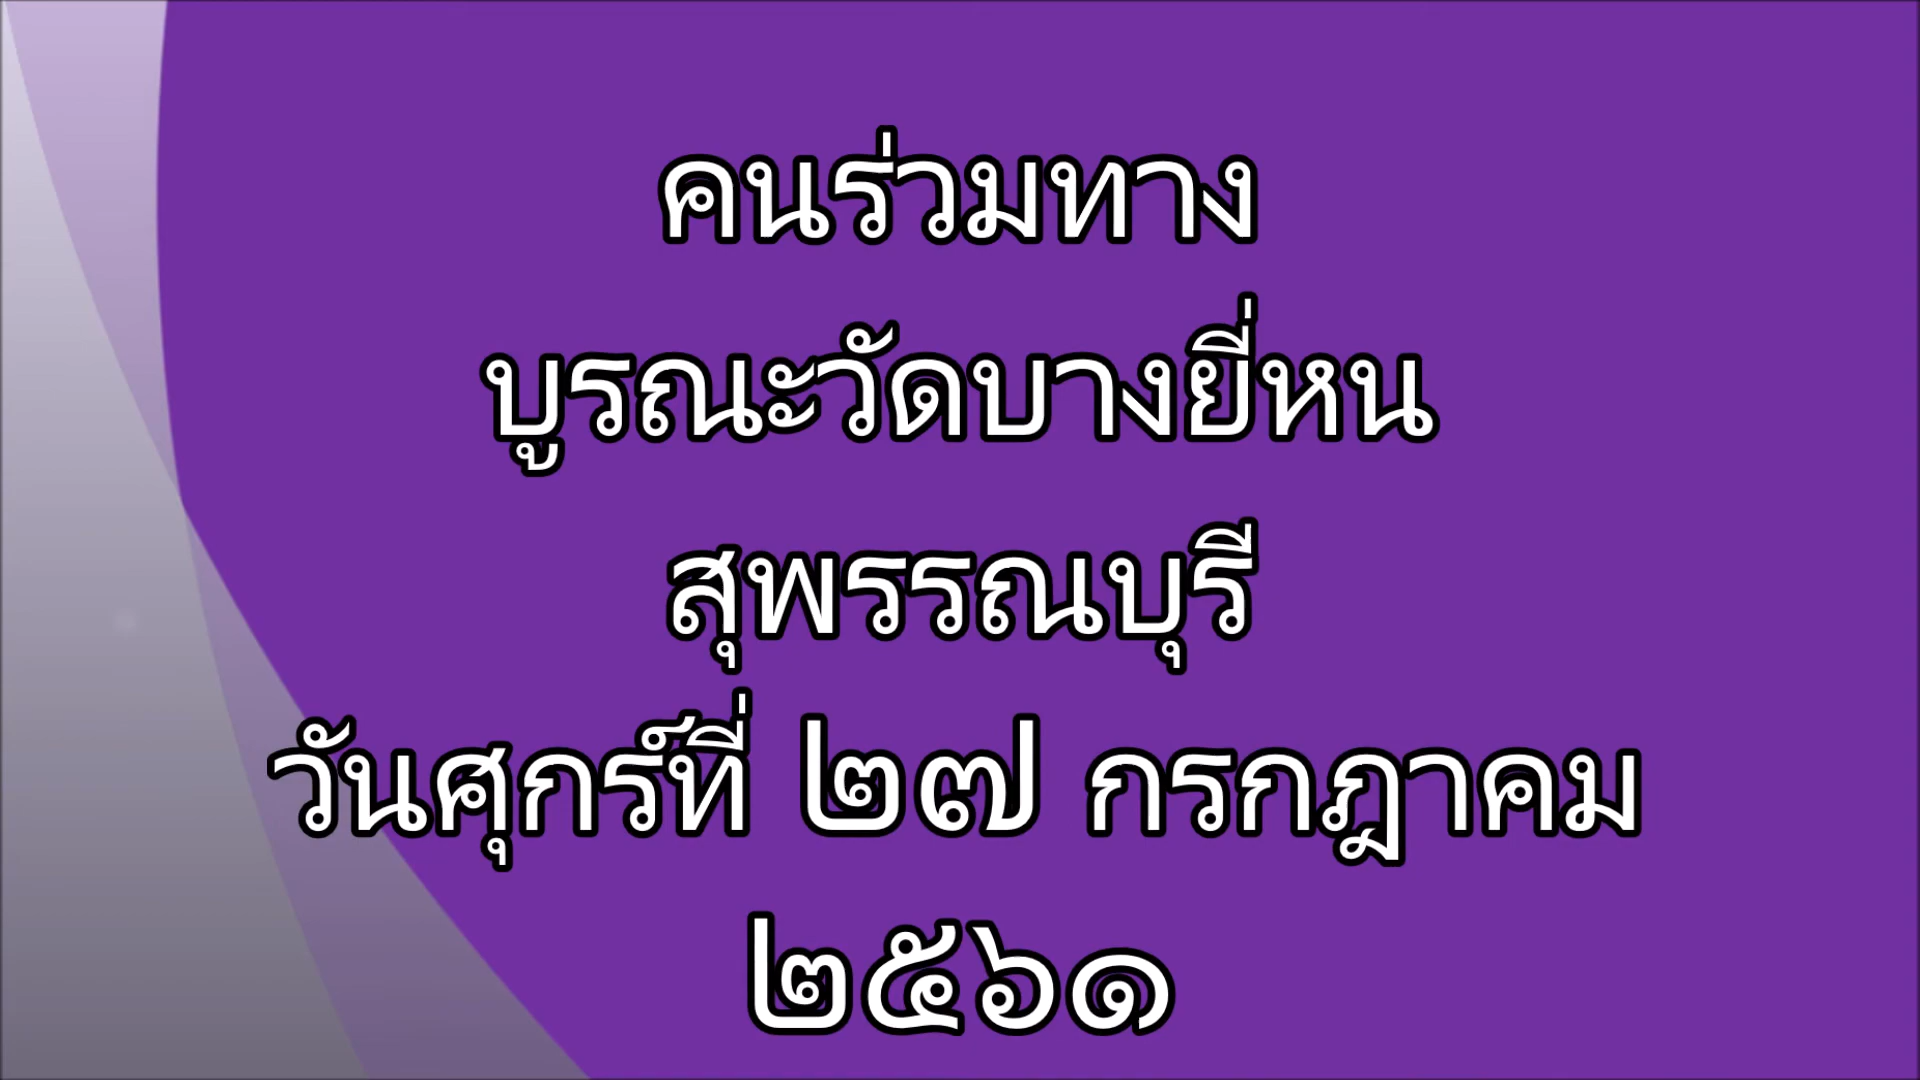 คนร่วมทาง
บูรณะวัดบางยี่หน
สุพรรณบุรี
วันศุกร์ที่ ๒๗ กรกฎาคม
๒๕๖๑